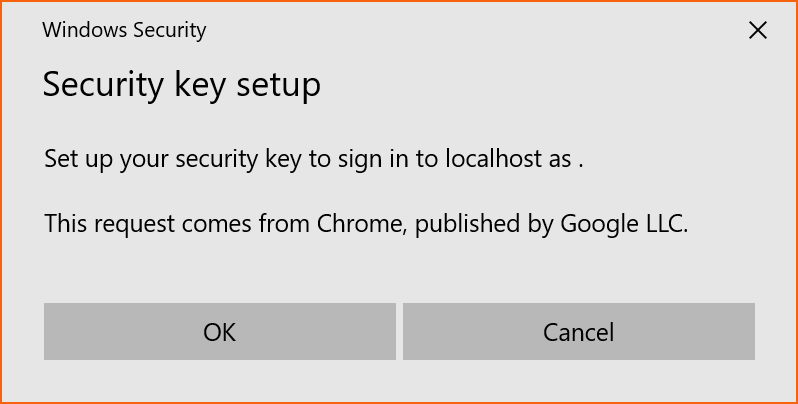 Windows Security
Security key setup
Set up your security key to sign in to localhost as .
This request comes from Chrome, published by Google LLC.
OK
Cancel